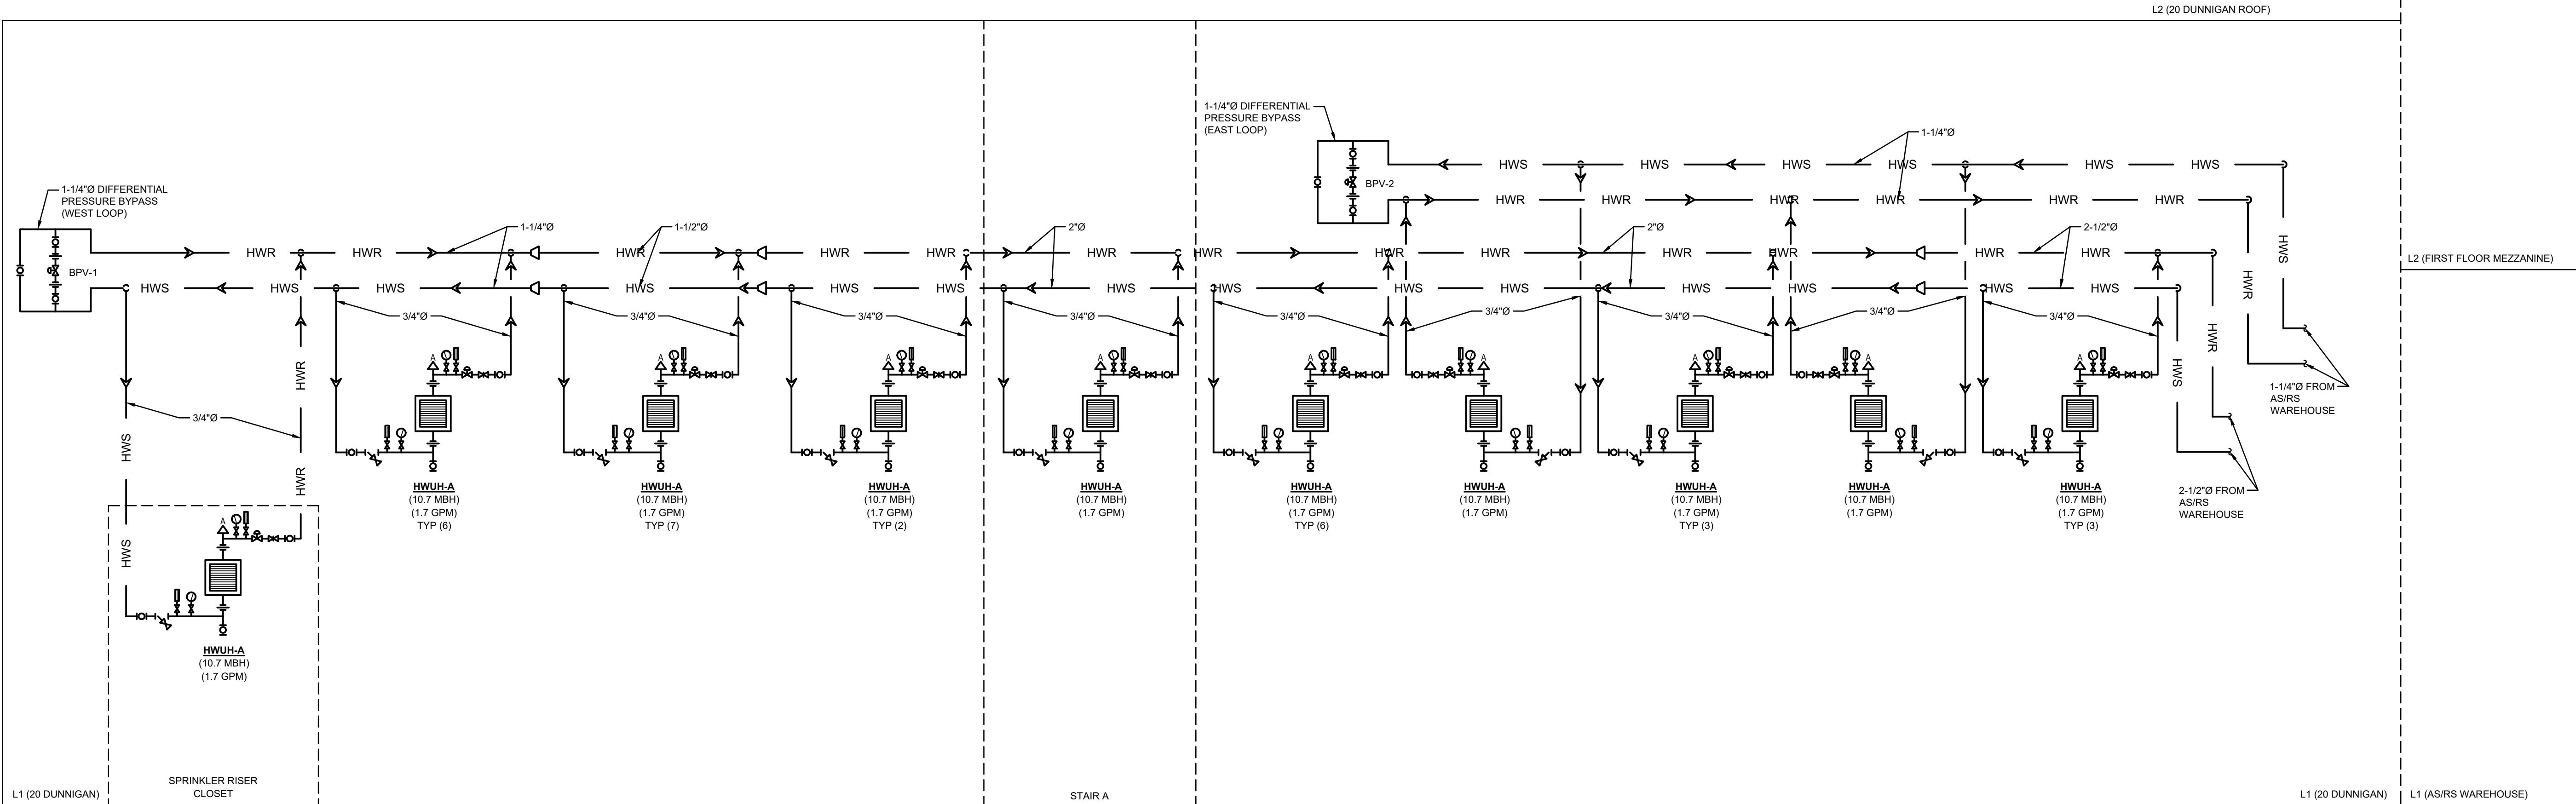 L2 (20 DUNNIGAN ROOF)
1-1/4"Ø DIFFERENTIAL
PRESSURE BYPASS
(EAST LOOP)
1-1/4"Ø
HWS HWS HWS HWS HWS HWS
BPV-2
HWR HWR HWR HWR HWR HWR
1-1/4"Ø DIFFERENTIAL
PRESSURE BYPASS
(WEST LOOP)
1-1/4"Ø
1-1/2"Ø
2"Ø
2"Ø
2-1/2"Ø
HWR HWR HWR HWR HWR HWR HWR HWR HWR HWR HWR HWR HWR HWR
BPV-1
HWS HWS HWS HWS HWS HWS HWS HWS HWS HWS HWS HWS HWS HWS HWS
HWS
HWR
HWR
HWS
L2 (FIRST FLOOR MEZZANINE)
3/4"Ø
3/4"Ø
3/4"Ø
3/4"Ø
3/4"Ø
3/4"Ø
3/4"Ø
3/4"Ø
3/4"Ø
A
A
A
A
A
A
A
A
A
1-1/4"Ø FROM
AS/RS
WAREHOUSE
2-1/2"Ø FROM
AS/RS
WAREHOUSE
3/4"Ø
HWS
HWR
HWR
HWS
HWUH-A
(10.7 MBH)
(1.7 GPM)
TYP (6)
HWUH-A
(10.7 MBH)
(1.7 GPM)
TYP (7)
HWUH-A
(10.7 MBH)
(1.7 GPM)
TYP (2)
HWUH-A
(10.7 MBH)
(1.7 GPM)
HWUH-A
(10.7 MBH)
(1.7 GPM)
TYP (6)
HWUH-A
(10.7 MBH)
(1.7 GPM)
HWUH-A
(10.7 MBH)
(1.7 GPM)
TYP (3)
HWUH-A
(10.7 MBH)
(1.7 GPM)
HWUH-A
(10.7 MBH)
(1.7 GPM)
TYP (3)
A
HWUH-A
(10.7 MBH)
(1.7 GPM)
L1 (20 DUNNIGAN)
SPRINKLER RISER
CLOSET
STAIR A
L1 (20 DUNNIGAN)
L1 (AS/RS WAREHOUSE)